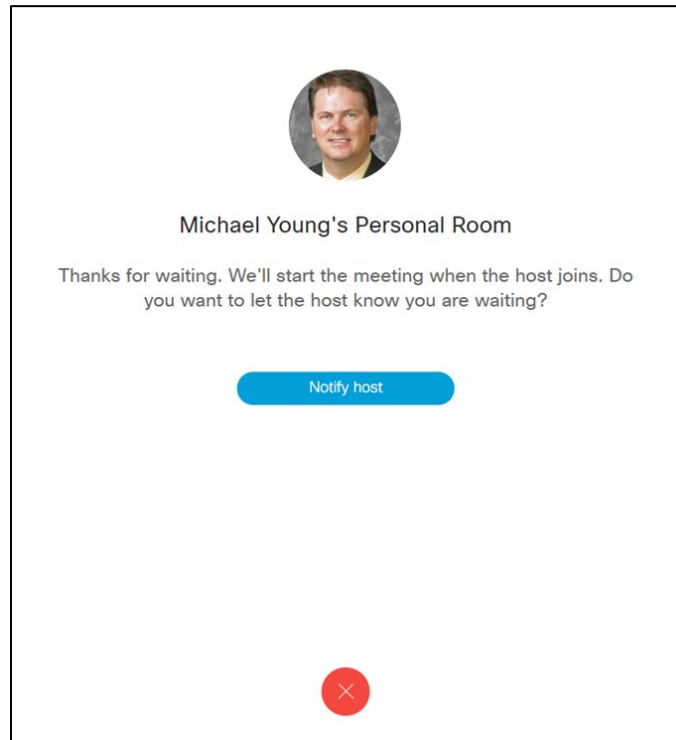 Michael Young's Personal Room
Thanks for waiting. We'll start the meeting when the host joins. Do
you want to let the host know you are waiting?
Notify host